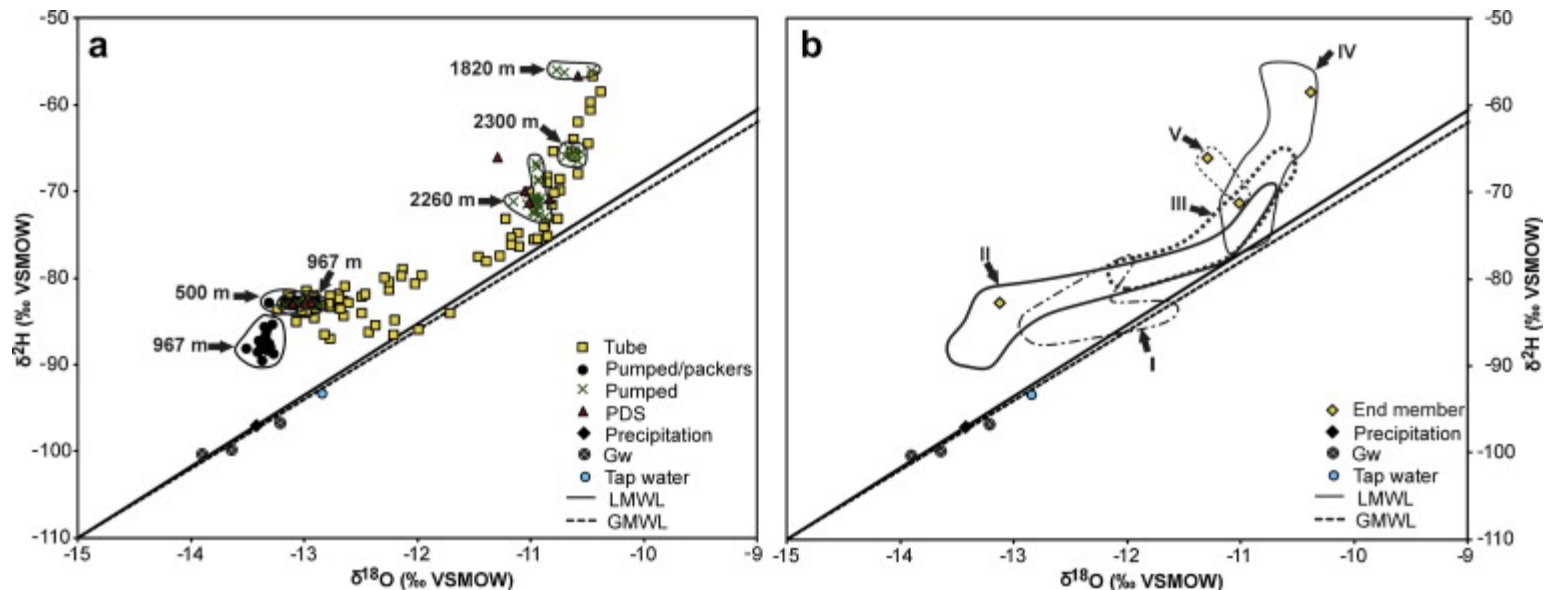 a
-50
-60
-70
-80
-90
-100
-110
δ²H (‰ VSMOW)
1820 m
2300 m
2260 m
967 m
500 m
967 m
Tube
Pumped/packers
Pumped
PDS
Precipitation
Gw
Tap water
LMWL
GMWL
-15
-14
-13
-12
-11
-10
-9
δ¹⁸O (‰ VSMOW)
b
IV
V
III
II
I
End member
Precipitation
Gw
Tap water
LMWL
GMWL
-50
-60
-70
-80
-90
-100
-110
δ²H (‰ VSMOW)
-15
-14
-13
-12
-11
-10
-9
δ¹⁸O (‰ VSMOW)